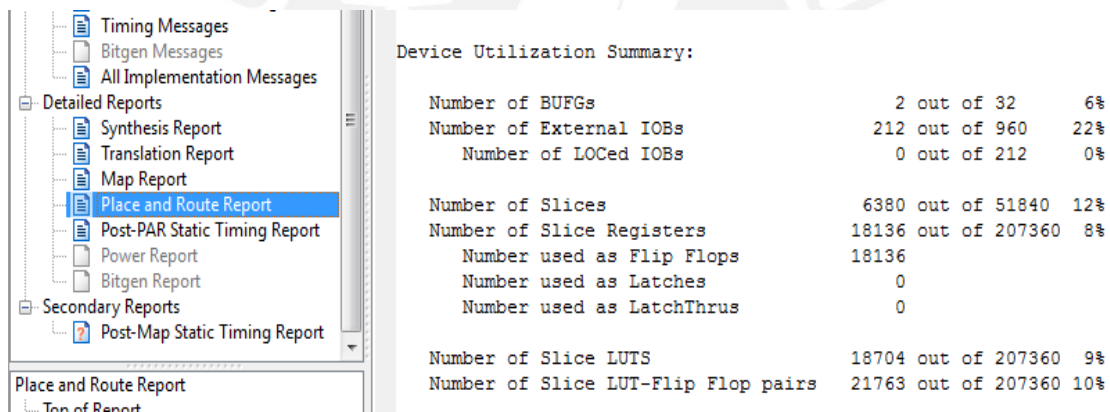 Timing Messages
Bitgen Messages
All Implementation Messages
Detailed Reports
Synthesis Report
Translation Report
Map Report
Place and Route Report
Post-PAR Static Timing Report
Power Report
Bitgen Report
Secondary Reports
Post-Map Static Timing Report
Place and Route Report
Top of Report
Device Utilization Summary:
Number of BUFGs 2 out of 32 6%
Number of External IOBs 212 out of 960 22%
Number of LOCed IOBs 0 out of 212 0%
Number of Slices 6380 out of 51840 12%
Number of Slice Registers 18136 out of 207360 8%
Number used as Flip Flops 18136
Number used as Latches 0
Number used as LatchThrus 0
Number of Slice LUTS 18704 out of 207360 9%
Number of Slice LUT-Flip Flop pairs 21763 out of 207360 10%